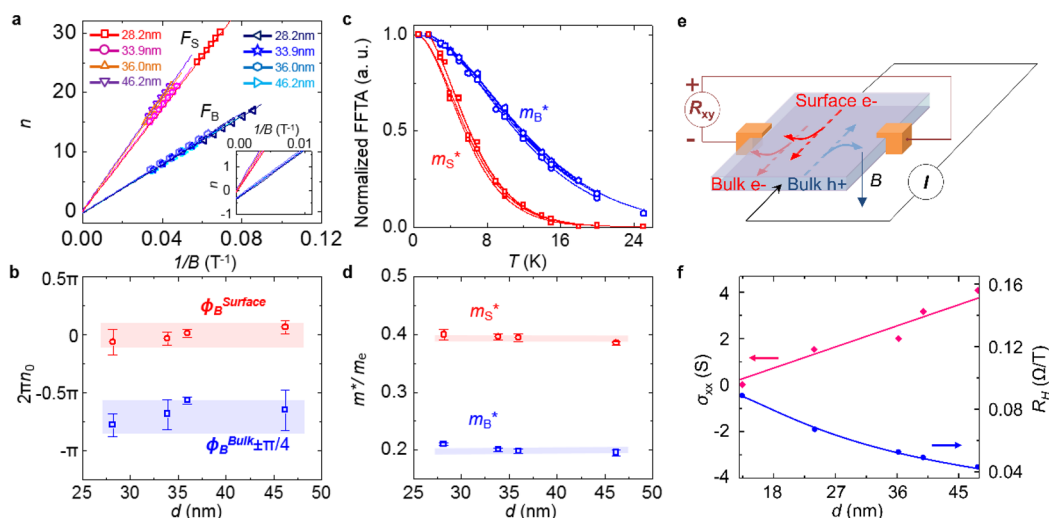 a
30
20
10
0
n
F_S
F_B
28.2nm
33.9nm
36.0nm
46.2nm
28.2nm
33.9nm
36.0nm
46.2nm
1/B (T⁻¹)
0.00 0.01
1
0
-1
n
0.00 0.04 0.08 0.12
1/B (T⁻¹)
b
0.5π
0
-0.5π
-π
2πn₀
ϕ_B^Surface
ϕ_B^Bulk±π/4
25 30 35 40 45 50
d (nm)
c
1.0
0.5
0.0
Normalized FFTA (a. u.)
m_B*
m_S*
0 8 16 24
T (K)
d
0.5
0.4
0.3
0.2
m*/m_e
m_S*
m_B*
25 30 35 40 45 50
d (nm)
e
+
R_xy
-
Surface e-
Bulk e-
Bulk h+
B
I
f
4
2
0
-2
-4
σ_xx (S)
0.16
0.12
0.08
0.04
R_H (Ω/T)
18 27 36 45
d (nm)